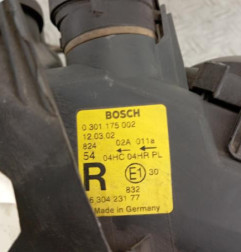 BOSCH
0 301 175 002
12.03.02
824 02A 011a
54 04HC 04HR PL
R E1 30
832
6 304 231 77
Made in Germany